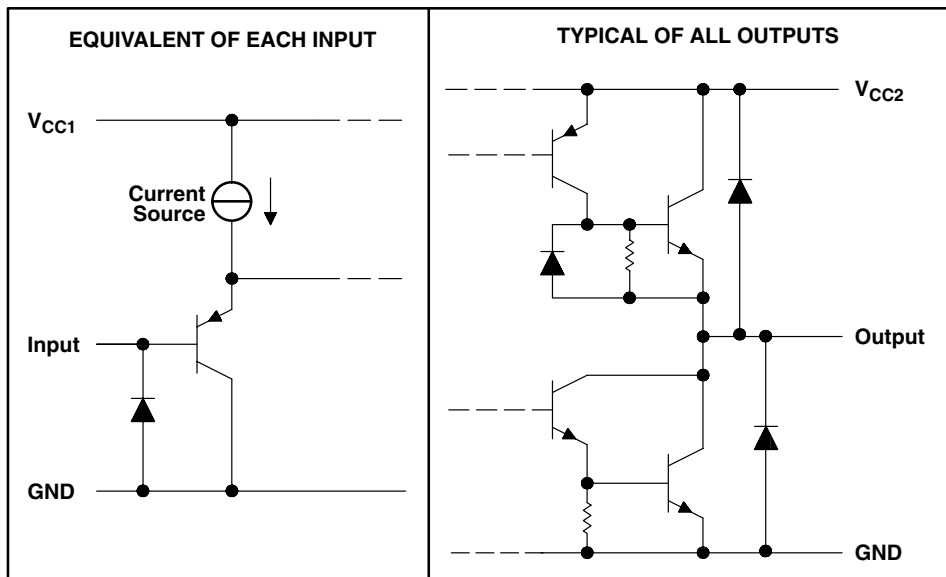 EQUIVALENT OF EACH INPUT
VCC1
Current
Source
Input
GND
TYPICAL OF ALL OUTPUTS
VCC2
Output
GND